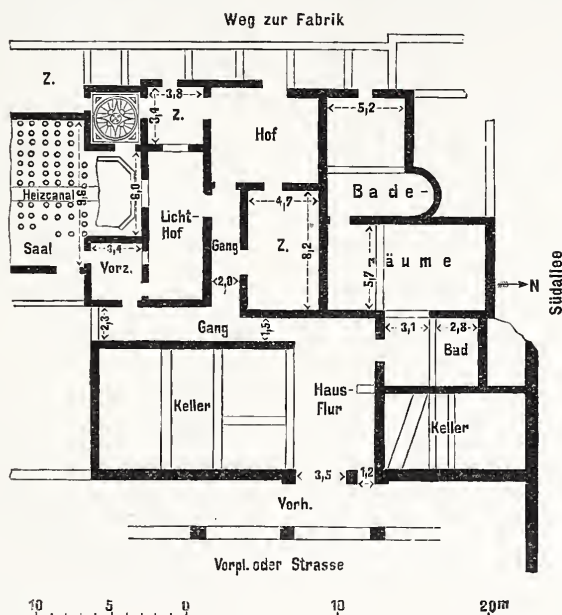 Weg zur Fabrik
Z.
3,8
3,4
Z.
Hof
5,2
Bade-
Heizcanal
9,6
6,0
Licht-
Hof
4,7
8,2
Gang
Z.
Saal
3,4
Vorz.
2,0
5,7
räume
N
Südallee
2,3
Gang
1,5
3,1
2,8
Bad
Keller
Haus-
Flur
Keller
3,5
1,2
Vorh.
Vorpl. oder Strasse
10 5 0 10 20m